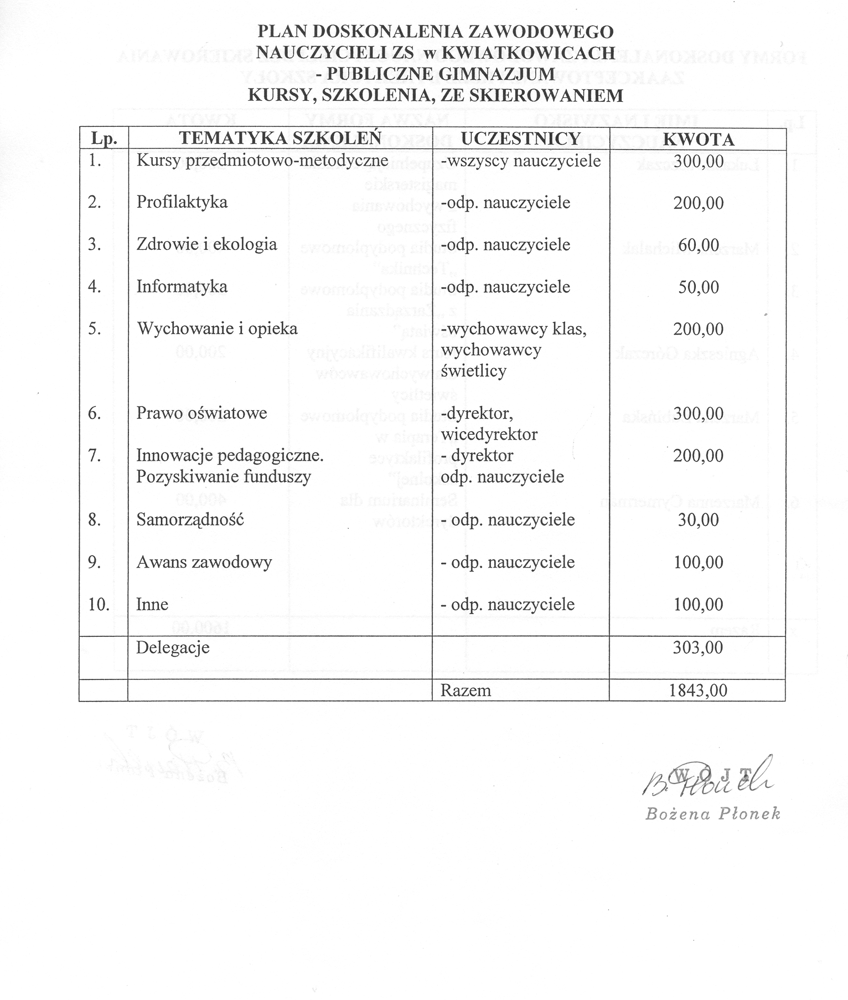 PLAN DOSKONALENIA ZAWODOWEGO
NAUCZYCIELI ZS w KWIATKOWICACH
- PUBLICZNE GIMNAZJUM
KURSY, SZKOLENIA, ZE SKIEROWANIEM
Lp. TEMATYKA SZKOLEŃ UCZESTNICY KWOTA
1. Kursy przedmiotowo-metodyczne -wszyscy nauczyciele 300,00
2. Profilaktyka -odp. nauczyciele 200,00
3. Zdrowie i ekologia -odp. nauczyciele 60,00
4. Informatyka -odp. nauczyciele 50,00
5. Wychowanie i opieka -wychowawcy klas, 200,00
wychowawcy
świetlicy
6. Prawo oświatowe -dyrektor, 300,00
wicedyrektor
7. Innowacje pedagogiczne. - dyrektor 200,00
Pozyskiwanie funduszy odp. nauczyciele
8. Samorządność - odp. nauczyciele 30,00
9. Awans zawodowy - odp. nauczyciele 100,00
10. Inne - odp. nauczyciele 100,00
Delegacje 303,00
Razem 1843,00
WÓJT
Bożena Płonek